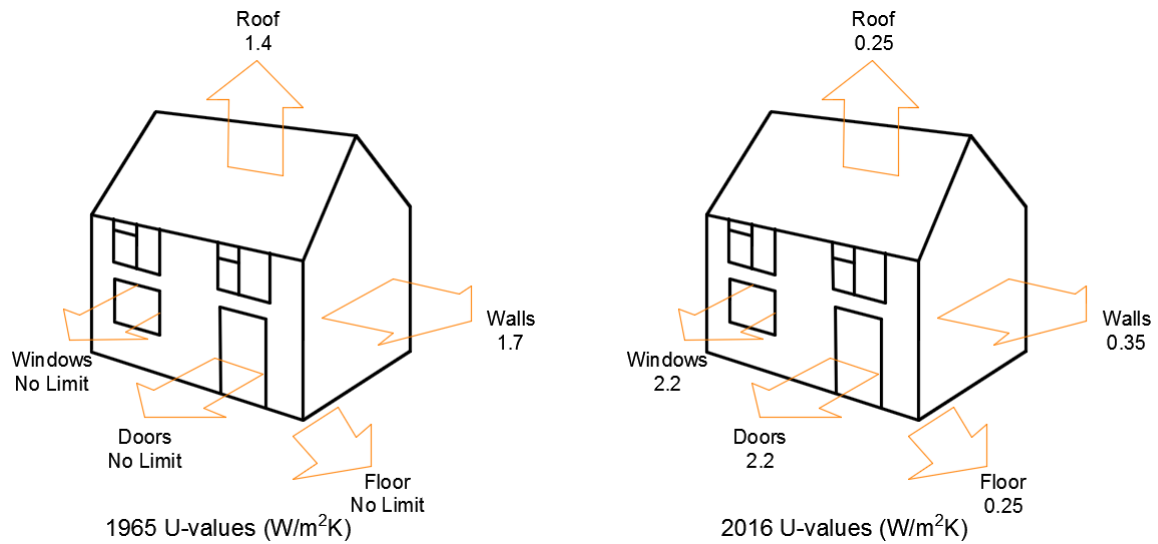 Roof
1.4
Walls
1.7
Windows
No Limit
Doors
No Limit
Floor
No Limit
1965 U-values (W/m²K)
Roof
0.25
Walls
0.35
Windows
2.2
Doors
2.2
Floor
0.25
2016 U-values (W/m²K)